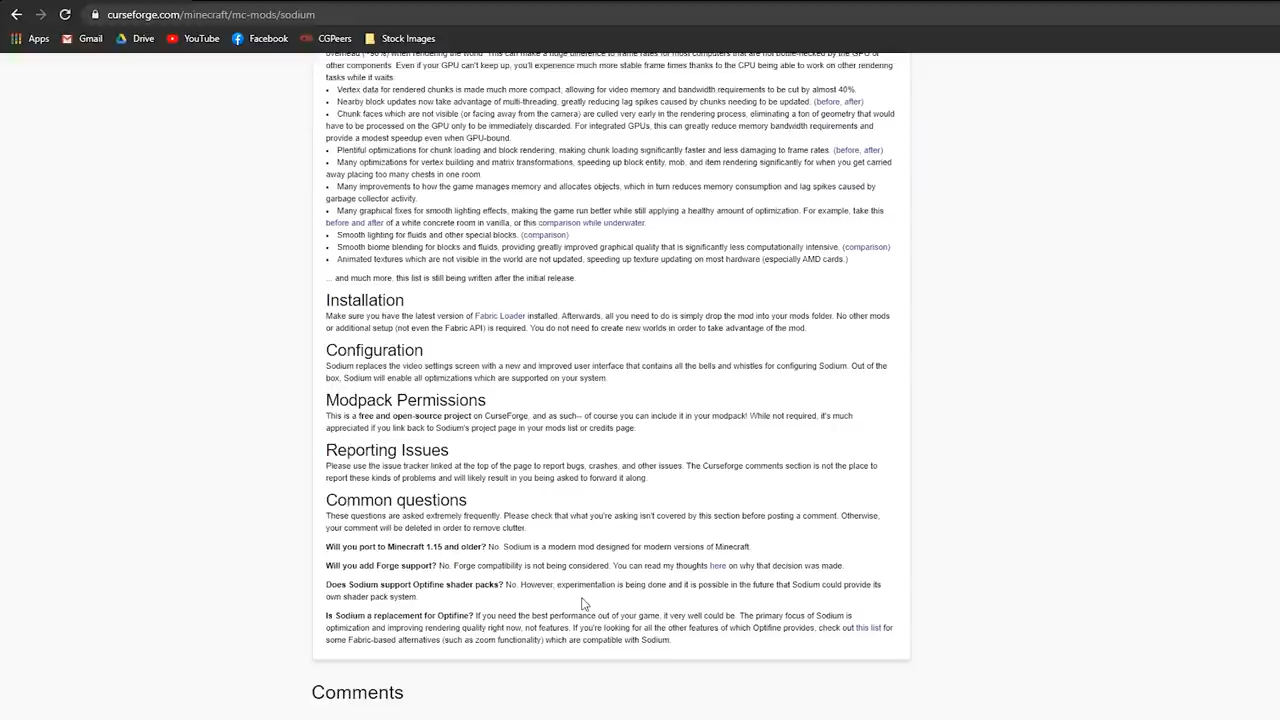 curseforge.com/minecraft/mc-mods/sodium
Apps Gmail Drive YouTube Facebook CGPeers Stock Images
overhead (~90%) when rendering the world. This can make a huge difference to frame rates for most computers that are not bottle-necked by the GPU or
other components. Even if your GPU can't keep up, you'll experience much more stable frame times thanks to the CPU being able to work on other rendering
tasks while it waits.
• Vertex data for rendered chunks is made much more compact, allowing for video memory and bandwidth requirements to be cut by almost 40%.
• Nearby block updates now take advantage of multi-threading, greatly reducing lag spikes caused by chunks needing to be updated. (before, after)
• Chunk faces which are not visible (or facing away from the camera) are culled very early in the rendering process, eliminating a ton of geometry that would
have to be processed on the GPU only to be immediately discarded. For integrated GPUs, this can greatly reduce memory bandwidth requirements and
provide a modest speedup even when GPU-bound.
• Plentiful optimizations for chunk loading and block rendering, making chunk loading significantly faster and less damaging to frame rates. (before, after)
• Many optimizations for vertex building and matrix transformations, speeding up block entity, mob, and item rendering significantly for when you get carried
away placing too many chests in one room.
• Many improvements to how the game manages memory and allocates objects, which in turn reduces memory consumption and lag spikes caused by
garbage collector activity.
• Many graphical fixes for smooth lighting effects, making the game run better while still applying a healthy amount of optimization. For example, take this
before and after of a white concrete room in vanilla, or this comparison while underwater.
• Smooth lighting for fluids and other special blocks. (comparison)
• Smooth biome blending for blocks and fluids, providing greatly improved graphical quality that is significantly less computationally intensive. (comparison)
• Animated textures which are not visible in the world are not updated, speeding up texture updating on most hardware (especially AMD cards.)
... and much more, this list is still being written after the initial release.
Installation
Make sure you have the latest version of Fabric Loader installed. Afterwards, all you need to do is simply drop the mod into your mods folder. No other mods
or additional setup (not even the Fabric API) is required. You do not need to create new worlds in order to take advantage of the mod.
Configuration
Sodium replaces the video settings screen with a new and improved user interface that contains all the bells and whistles for configuring Sodium. Out of the
box, Sodium will enable all optimizations which are supported on your system.
Modpack Permissions
This is a free and open-source project on CurseForge, and as such-- of course you can include it in your modpack! While not required, it's much
appreciated if you link back to Sodium's project page in your mods list or credits page.
Reporting Issues
Please use the issue tracker linked at the top of the page to report bugs, crashes, and other issues. The Curseforge comments section is not the place to
report these kinds of problems and will likely result in you being asked to forward it along.
Common questions
These questions are asked extremely frequently. Please check that what you're asking isn't covered by this section before posting a comment. Otherwise,
your comment will be deleted in order to remove clutter.
Will you port to Minecraft 1.15 and older? No. Sodium is a modern mod designed for modern versions of Minecraft.
Will you add Forge support? No. Forge compatibility is not being considered. You can read my thoughts here on why that decision was made.
Does Sodium support Optifine shader packs? No. However, experimentation is being done and it is possible in the future that Sodium could provide its
own shader pack system.
Is Sodium a replacement for Optifine? If you need the best performance out of your game, it very well could be. The primary focus of Sodium is
optimization and improving rendering quality right now, not features. If you're looking for all the other features of which Optifine provides, check out this list for
some Fabric-based alternatives (such as zoom functionality) which are compatible with Sodium.
Comments